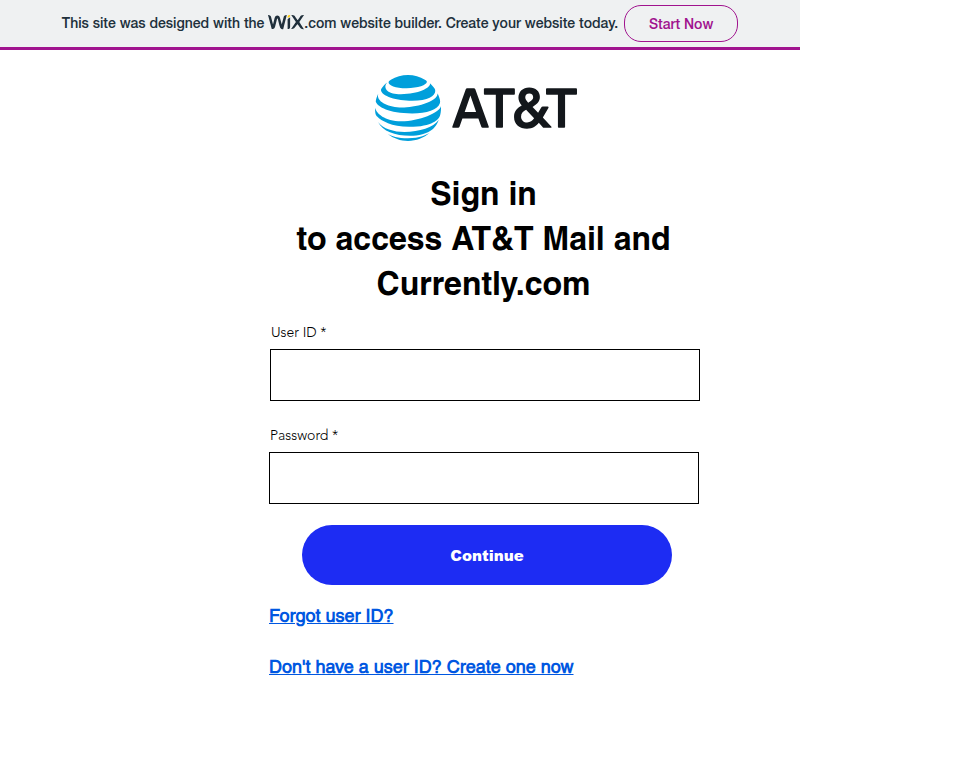 This site was designed with the WiX.com website builder. Create your website today. Start Now
AT&T
Sign in
to access AT&T Mail and
Currently.com
User ID *
Password *
Continue
Forgot user ID?
Don't have a user ID? Create one now